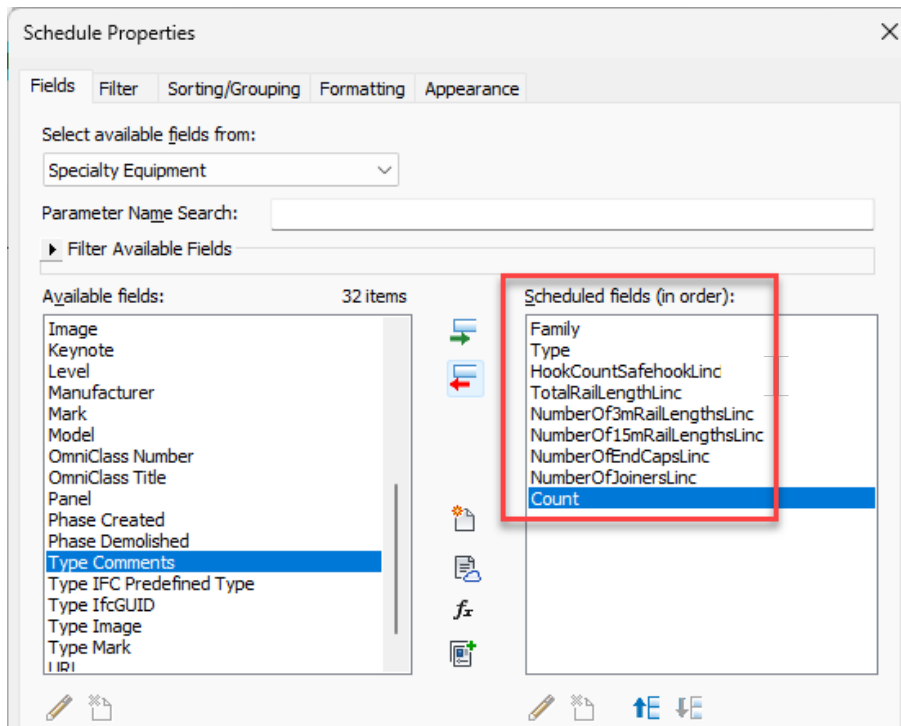 Schedule Properties
Fields Filter Sorting/Grouping Formatting Appearance
Select available fields from:
Specialty Equipment
Parameter Name Search:
Filter Available Fields
Available fields: 32 items
Image
Keynote
Level
Manufacturer
Mark
Model
OmniClass Number
OmniClass Title
Panel
Phase Created
Phase Demolished
Type Comments
Type IFC Predefined Type
Type IfcGUID
Type Image
Type Mark
URL
fx
Scheduled fields (in order):
Family
Type
HookCountSafehookLind
TotalRailLengthLinc
NumberOf3mRailLengthsLinc
NumberOf15mRailLengthsLinc
NumberOfEndCapsLinc
NumberOfJoinersLinc
Count